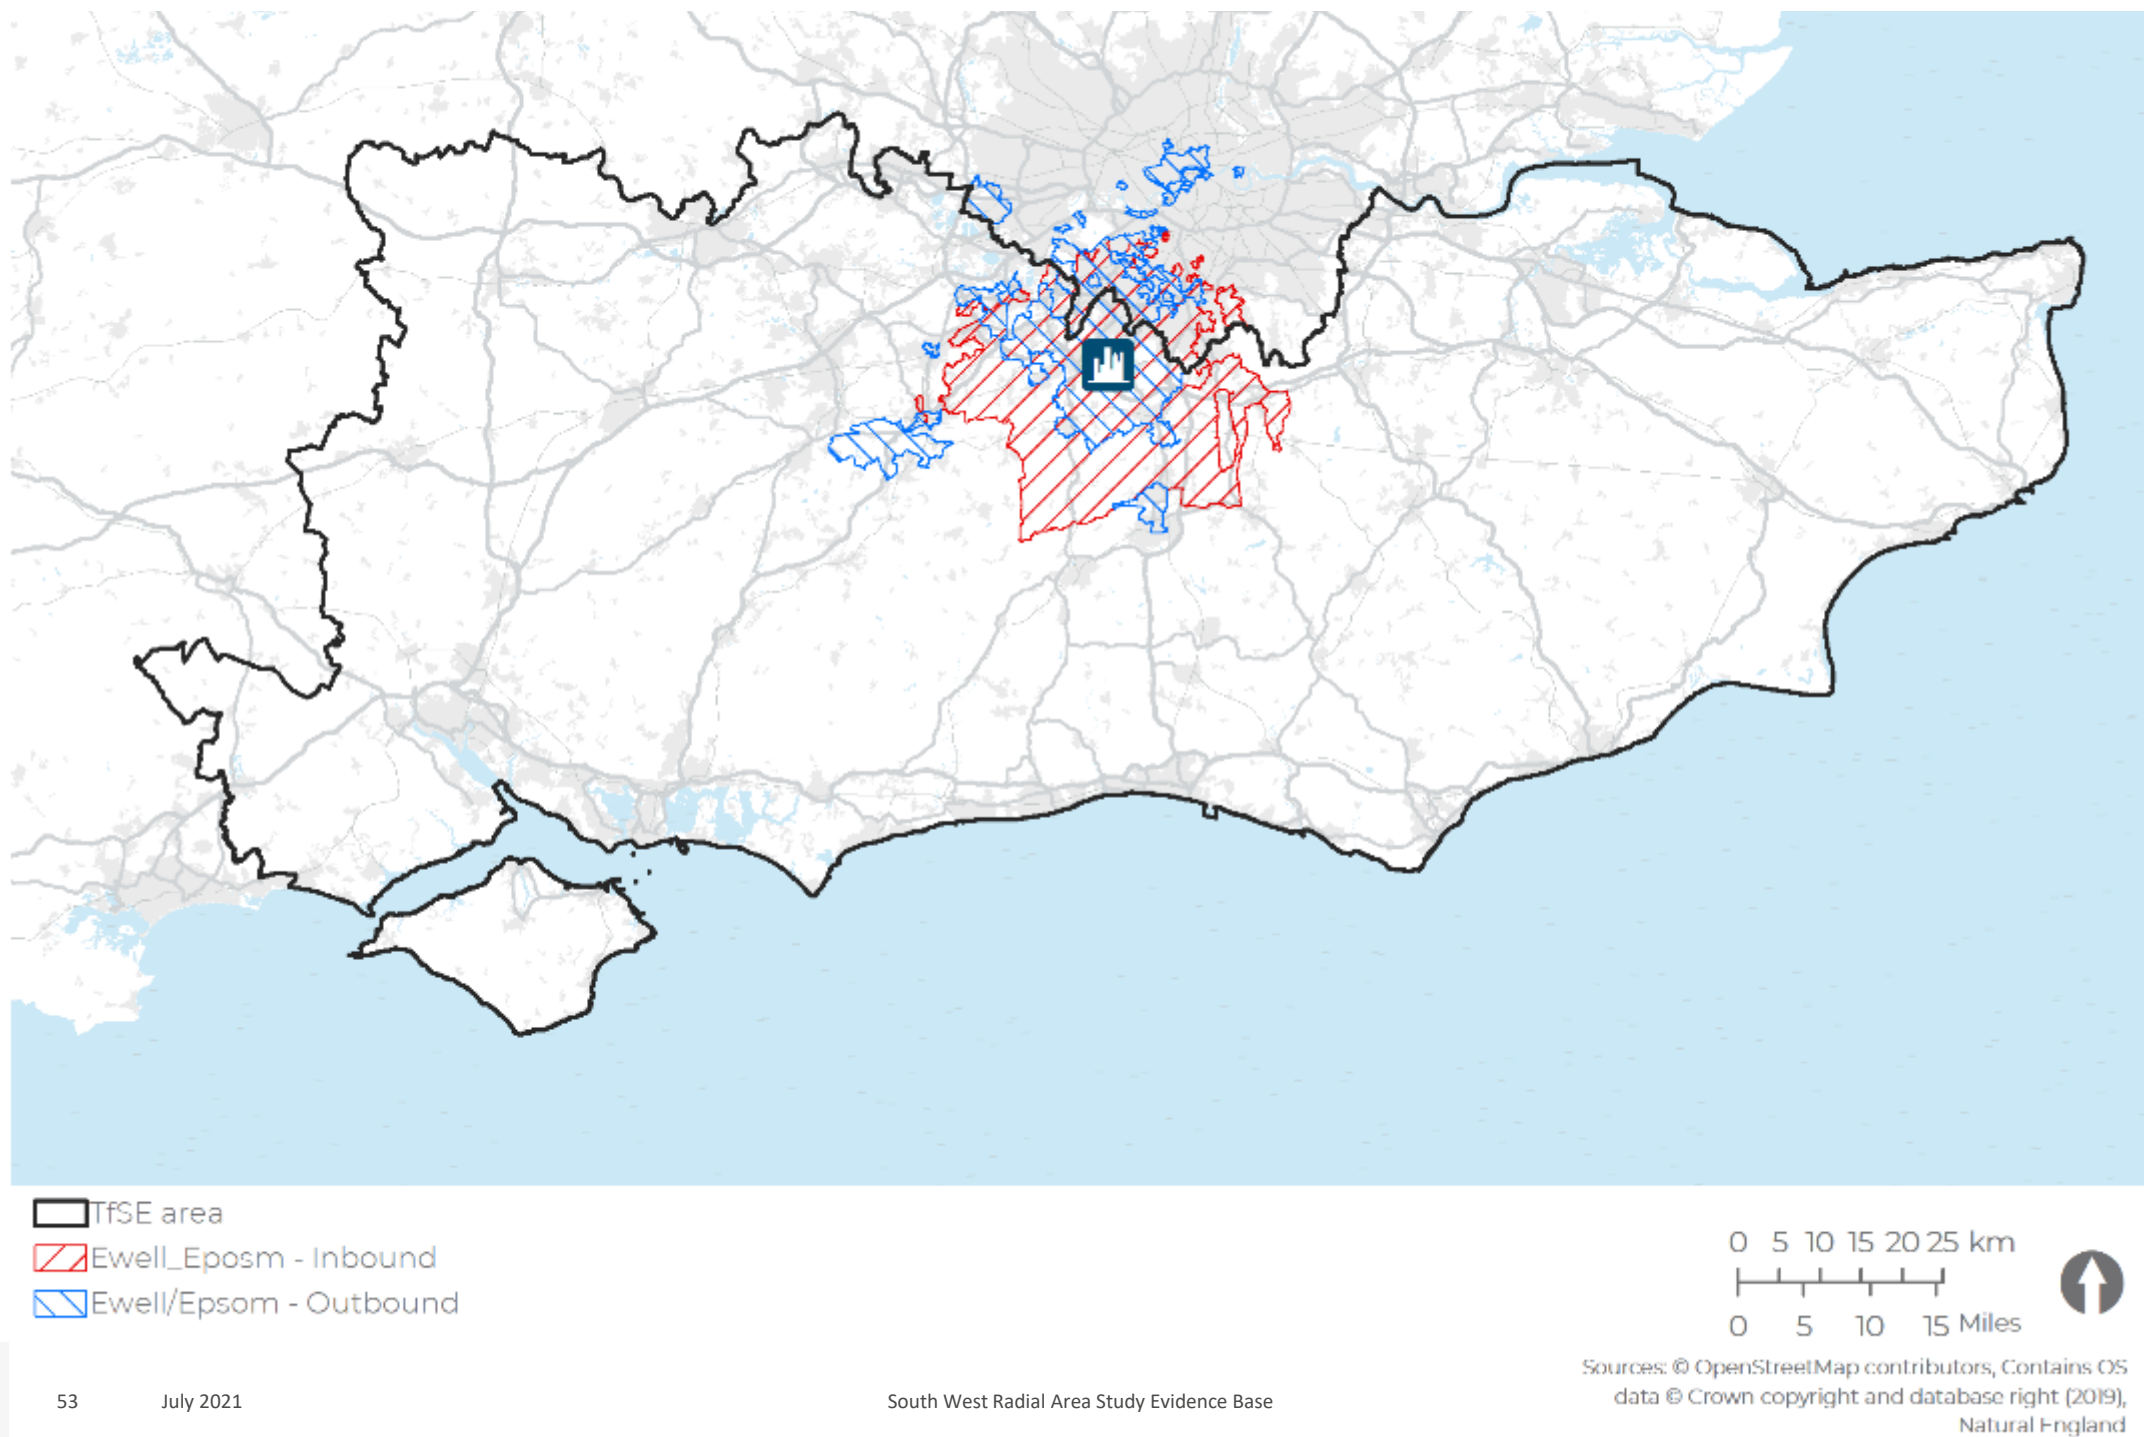 TfSE area
Ewell_Eposm - Inbound
Ewell/Epsom - Outbound
0 5 10 15 20 25 km
0 5 10 15 Miles
Sources: © OpenStreetMap contributors, Contains OS
data © Crown copyright and database right (2019),
Natural England
53 July 2021 South West Radial Area Study Evidence Base